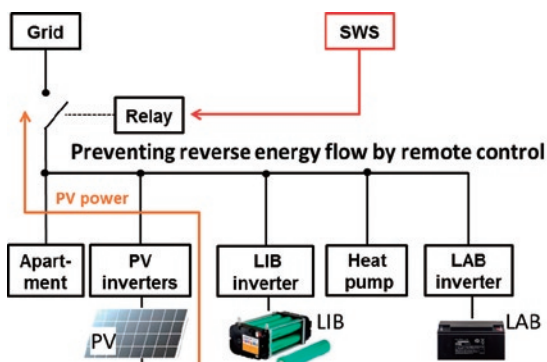 Grid
SWS
Relay
Preventing reverse energy flow by remote control
PV power
Apart-
ment
PV
inverters
LIB
inverter
Heat
pump
LAB
inverter
PV
LIB
LAB